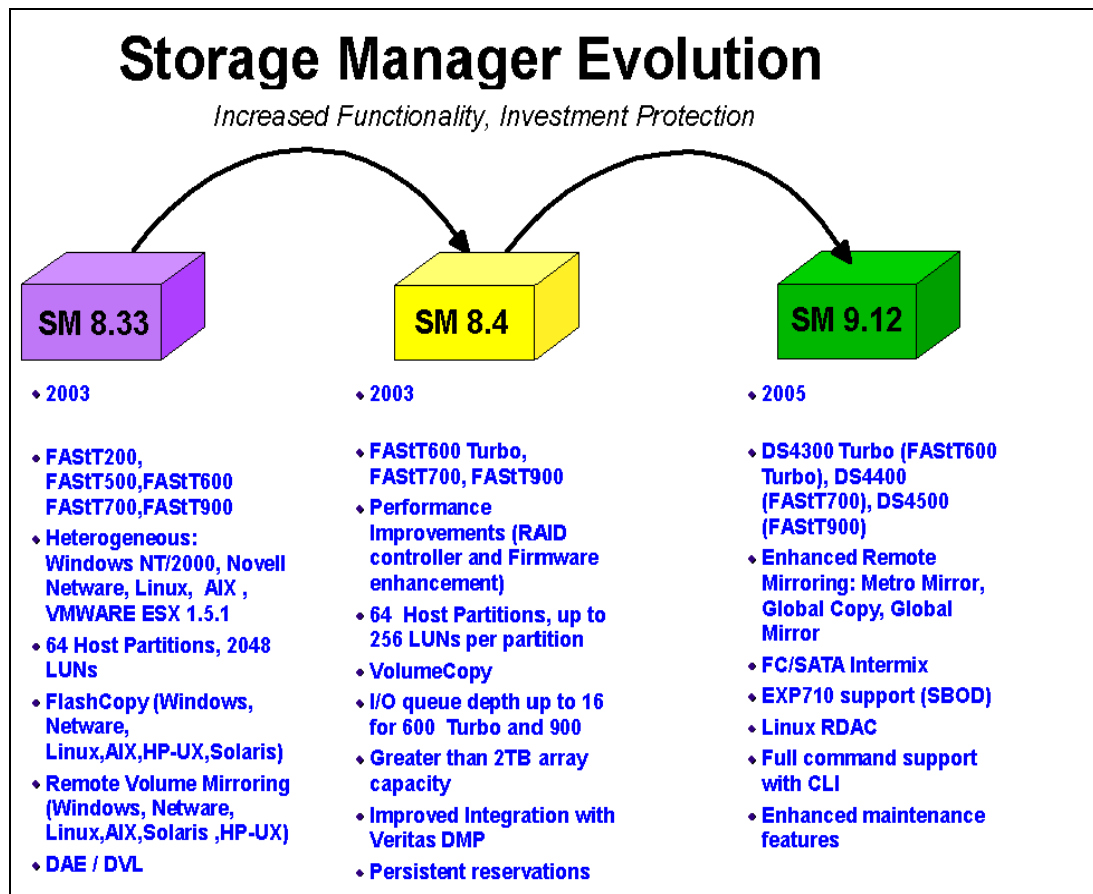 Storage Manager Evolution
Increased Functionality, Investment Protection
SM 8.33
SM 8.4
SM 9.12
2003
FAStT200,
FAStT500,FAStT600
FAStT700,FAStT900
Heterogeneous:
Windows NT/2000, Novell
Netware, Linux, AIX ,
VMWARE ESX 1.5.1
64 Host Partitions, 2048
LUNs
FlashCopy (Windows,
Netware,
Linux,AIX,HP-UX,Solaris)
Remote Volume Mirroring
(Windows, Netware,
Linux,AIX,Solaris ,HP-UX)
DAE / DVL
2003
FAStT600 Turbo,
FAStT700, FAStT900
Performance
Improvements (RAID
controller and Firmware
enhancement)
64 Host Partitions, up to
256 LUNs per partition
VolumeCopy
I/O queue depth up to 16
for 600 Turbo and 900
Greater than 2TB array
capacity
Improved Integration with
Veritas DMP
Persistent reservations
2005
DS4300 Turbo (FAStT600
Turbo), DS4400
(FAStT700), DS4500
(FAStT900)
Enhanced Remote
Mirroring: Metro Mirror,
Global Copy, Global
Mirror
FC/SATA Intermix
EXP710 support (SBOD)
Linux RDAC
Full command support
with CLI
Enhanced maintenance
features